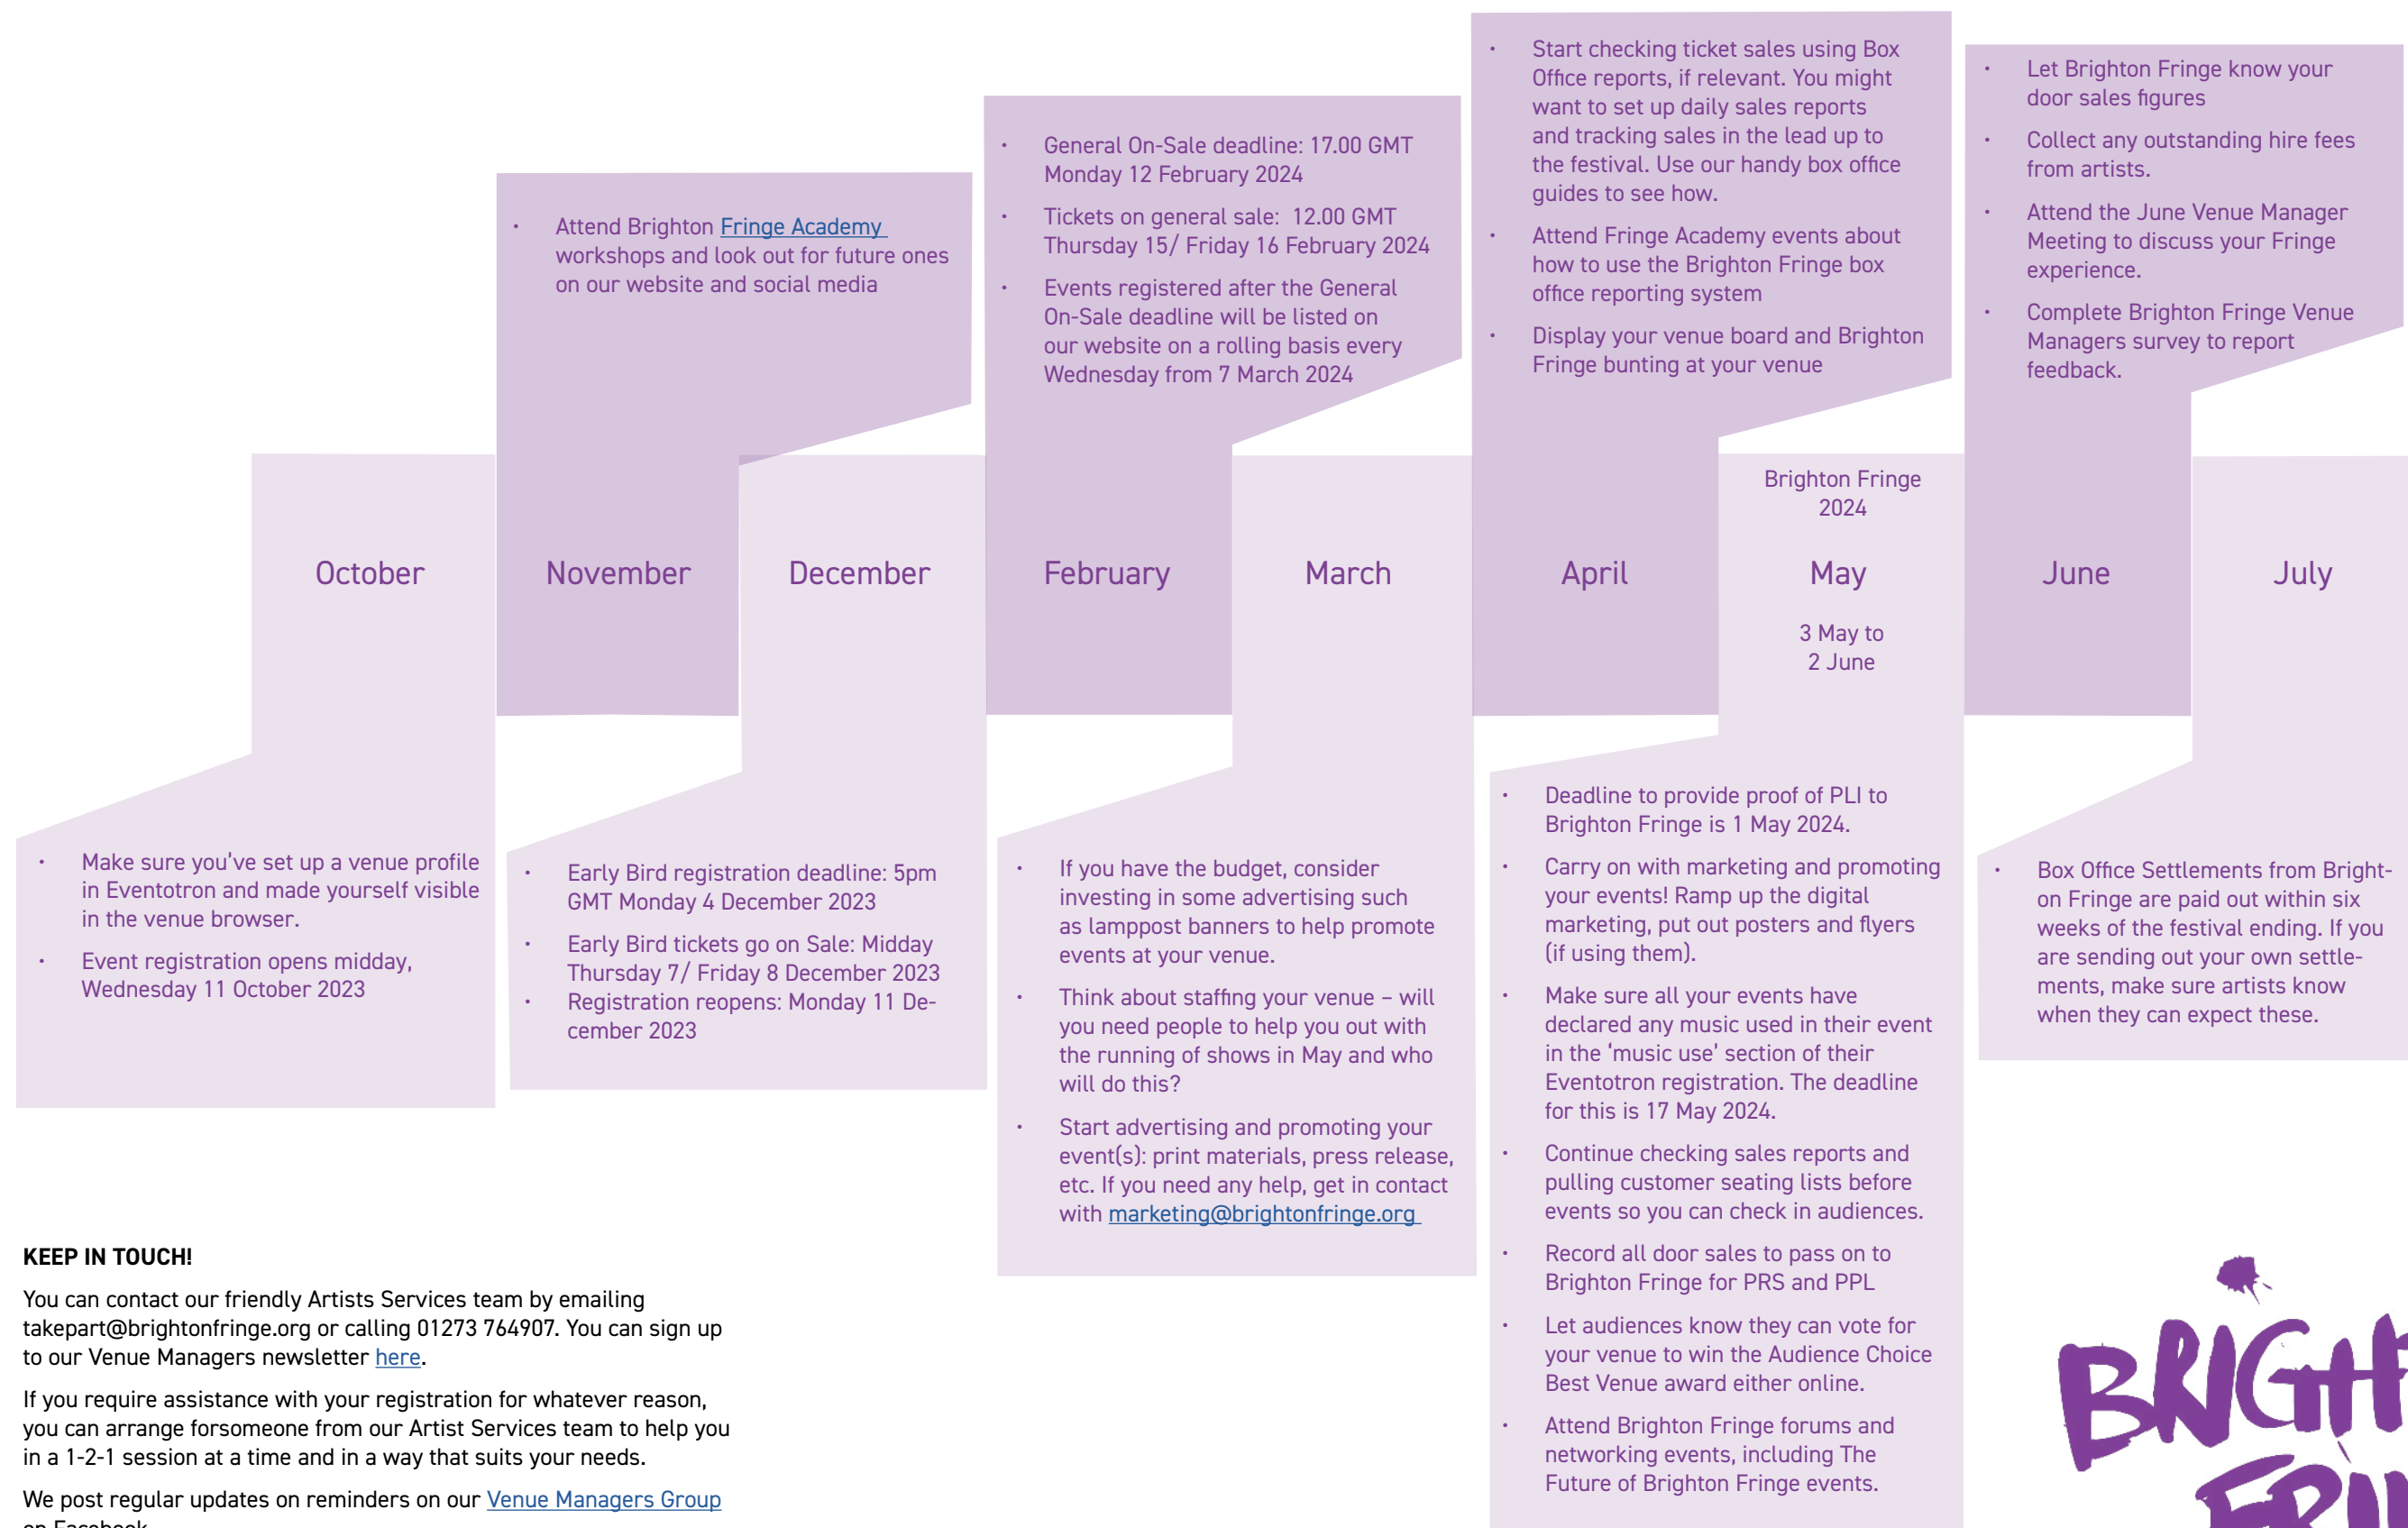 • Start checking ticket sales using Box
Office reports, if relevant. You might
want to set up daily sales reports
and tracking sales in the lead up to
the festival. Use our handy box office
guides to see how.
• Attend Fringe Academy events about
how to use the Brighton Fringe box
office reporting system
• Display your venue board and Brighton
Fringe bunting at your venue
• Let Brighton Fringe know your
door sales figures
• Collect any outstanding hire fees
from artists.
• Attend the June Venue Manager
Meeting to discuss your Fringe
experience.
• Complete Brighton Fringe Venue
Managers survey to report
feedback.
• General On-Sale deadline: 17.00 GMT
Monday 12 February 2024
• Tickets on general sale: 12.00 GMT
Thursday 15/ Friday 16 February 2024
• Events registered after the General
On-Sale deadline will be listed on
our website on a rolling basis every
Wednesday from 7 March 2024
• Attend Brighton Fringe Academy
workshops and look out for future ones
on our website and social media
October
November
December
February
March
April
Brighton Fringe
2024
May
3 May to
2 June
June
July
• Make sure you've set up a venue profile
in Eventotron and made yourself visible
in the venue browser.
• Event registration opens midday,
Wednesday 11 October 2023
• Early Bird registration deadline: 5pm
GMT Monday 4 December 2023
• Early Bird tickets go on Sale: Midday
Thursday 7/ Friday 8 December 2023
• Registration reopens: Monday 11 De-
cember 2023
• If you have the budget, consider
investing in some advertising such
as lamppost banners to help promote
events at your venue.
• Think about staffing your venue – will
you need people to help you out with
the running of shows in May and who
will do this?
• Start advertising and promoting your
event(s): print materials, press release,
etc. If you need any help, get in contact
with marketing@brightonfringe.org
• Deadline to provide proof of PLI to
Brighton Fringe is 1 May 2024.
• Carry on with marketing and promoting
your events! Ramp up the digital
marketing, put out posters and flyers
(if using them).
• Make sure all your events have
declared any music used in their event
in the ‘music use’ section of their
Eventotron registration. The deadline
for this is 17 May 2024.
• Continue checking sales reports and
pulling customer seating lists before
events so you can check in audiences.
• Record all door sales to pass on to
Brighton Fringe for PRS and PPL
• Let audiences know they can vote for
your venue to win the Audience Choice
Best Venue award either online.
• Attend Brighton Fringe forums and
networking events, including The
Future of Brighton Fringe events.
• Box Office Settlements from Bright-
on Fringe are paid out within six
weeks of the festival ending. If you
are sending out your own settle-
ments, make sure artists know
when they can expect these.
KEEP IN TOUCH!
You can contact our friendly Artists Services team by emailing
takepart@brightonfringe.org or calling 01273 764907. You can sign up
to our Venue Managers newsletter here.
If you require assistance with your registration for whatever reason,
you can arrange forsomeone from our Artist Services team to help you
in a 1-2-1 session at a time and in a way that suits your needs.
We post regular updates on reminders on our Venue Managers Group
on Facebook
BRIGH
FRIN